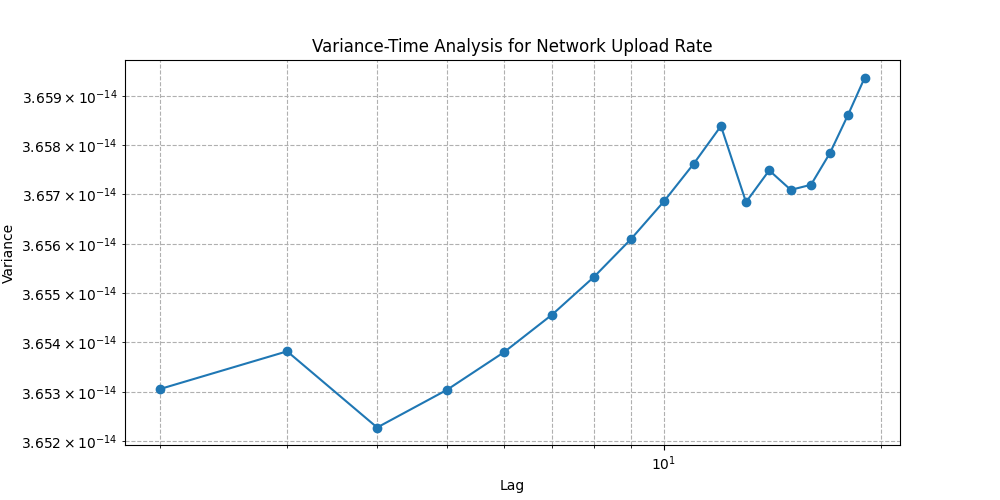 Variance-Time Analysis for Network Upload Rate
3.659 × 10⁻¹⁴
3.658 × 10⁻¹⁴
3.657 × 10⁻¹⁴
3.656 × 10⁻¹⁴
3.655 × 10⁻¹⁴
3.654 × 10⁻¹⁴
3.653 × 10⁻¹⁴
3.652 × 10⁻¹⁴
Variance
10¹
Lag